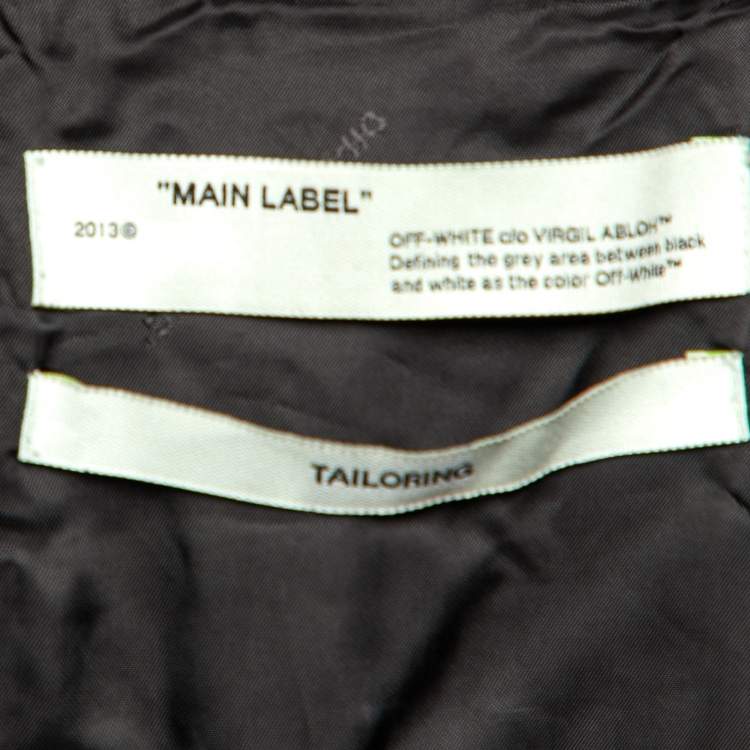 "MAIN LABEL"
2013©
OFF-WHITE c/o VIRGIL ABLOH™
Defining the grey area between black
and white as the color Off-White™
TAILORING